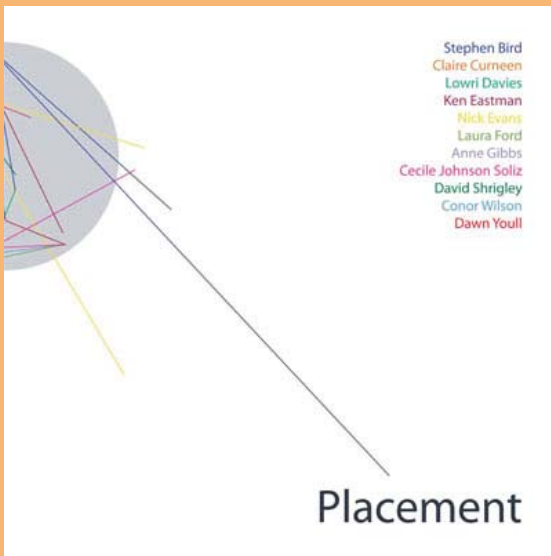 Stephen Bird
Claire Curneen
Lowri Davies
Ken Eastman
Nick Evans
Laura Ford
Anne Gibbs
Cecile Johnson Soliz
David Shrigley
Conor Wilson
Dawn Youll
Placement